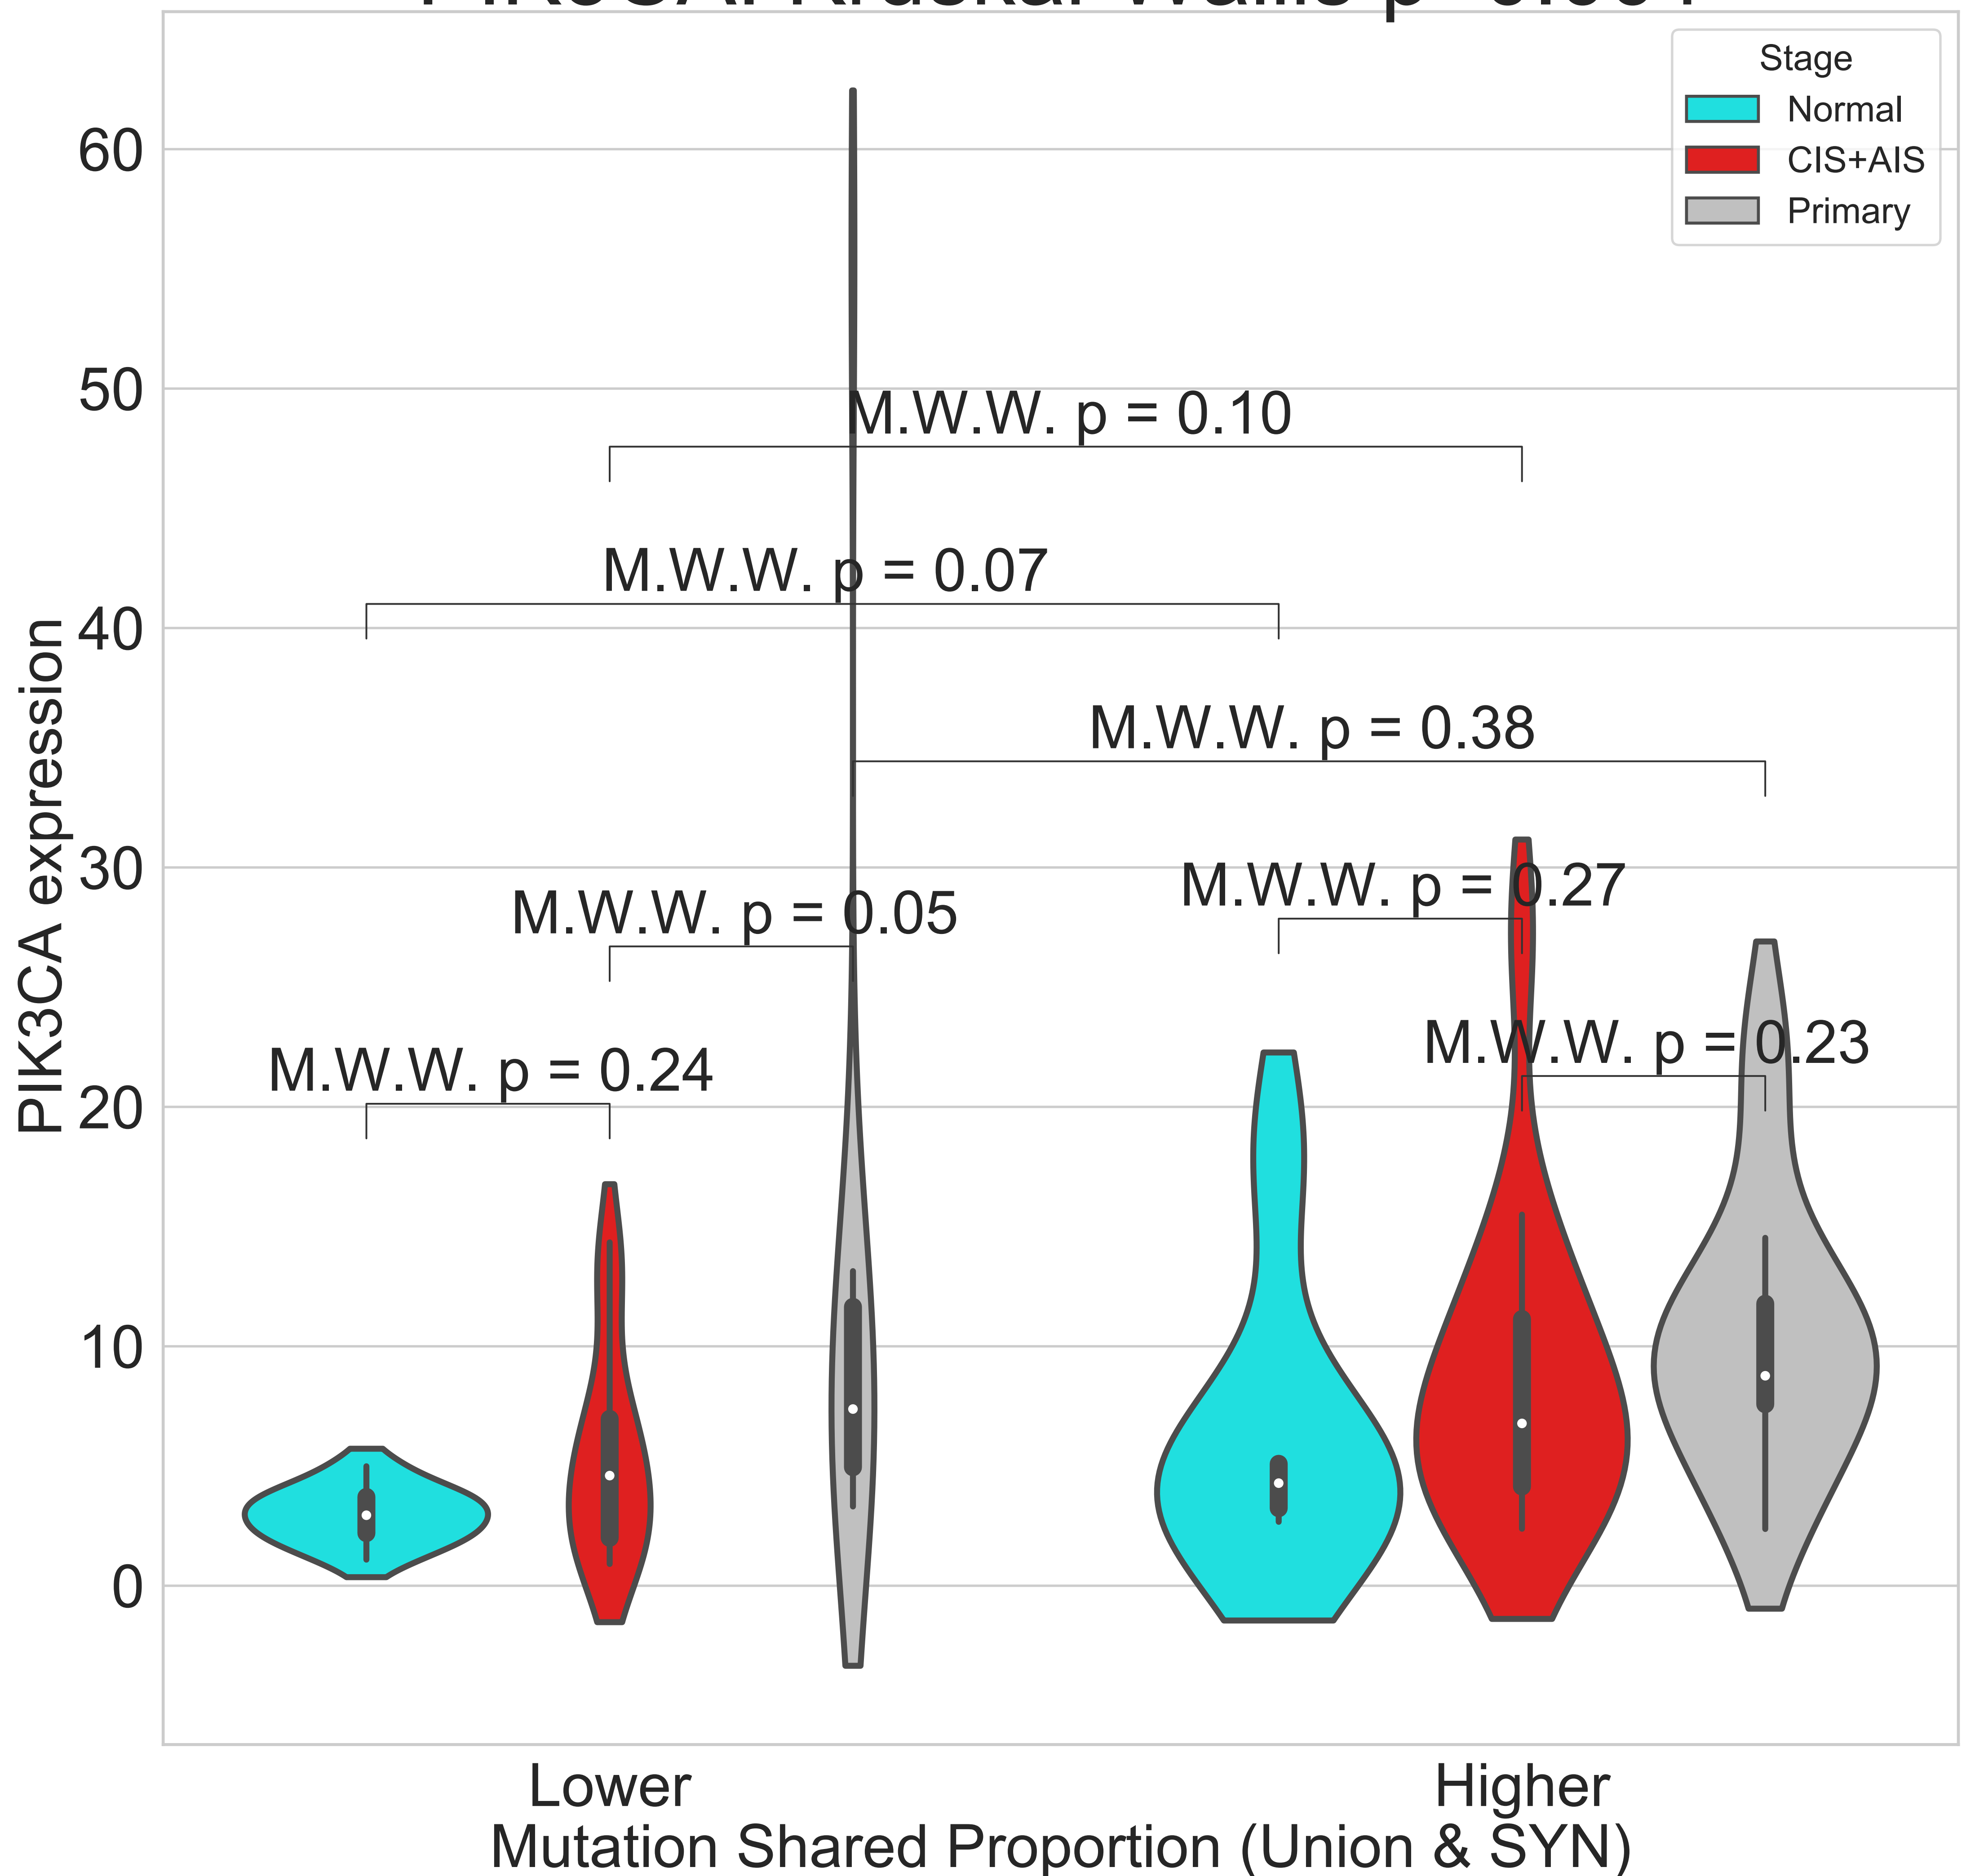 Stage
Normal
CIS+AIS
Primary
60
50
40
30
20
10
0
PIK3CA expression
M.W.W. p = 0.10
M.W.W. p = 0.07
M.W.W. p = 0.38
M.W.W. p = 0.27
M.W.W. p = 0.05
M.W.W. p = 0.23
M.W.W. p = 0.24
Lower
Higher
Mutation Shared Proportion (Union & SYN)